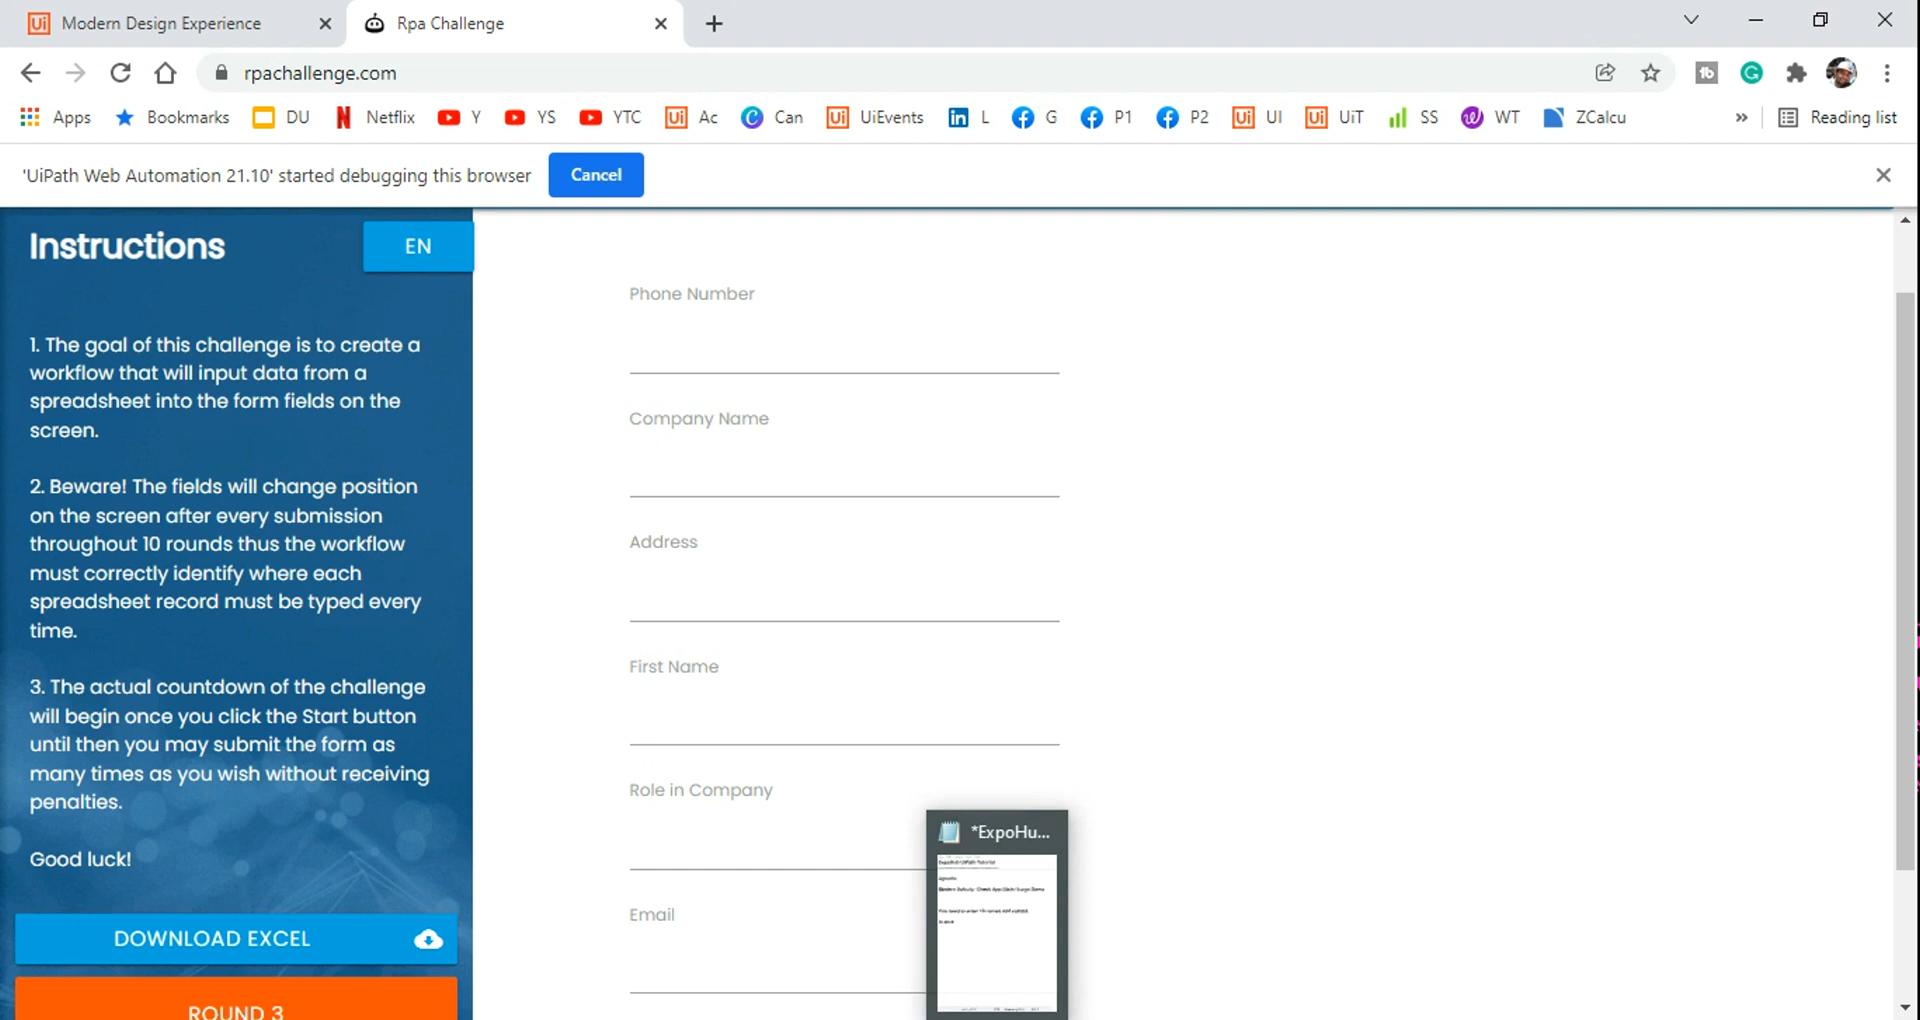 Modern Design Experience
Rpa Challenge
rpachallenge.com
Apps
Bookmarks
DU
Netflix
Y
YS
YTC
Ac
Can
UiEvents
L
G
P1
P2
UI
UiT
SS
WT
ZCalcu
»
Reading list
'UiPath Web Automation 21.10' started debugging this browser
Cancel
Instructions
EN
1. The goal of this challenge is to create a
workflow that will input data from a
spreadsheet into the form fields on the
screen.
2. Beware! The fields will change position
on the screen after every submission
throughout 10 rounds thus the workflow
must correctly identify where each
spreadsheet record must be typed every
time.
3. The actual countdown of the challenge
will begin once you click the Start button
until then you may submit the form as
many times as you wish without receiving
penalties.
Good luck!
DOWNLOAD EXCEL
ROUND 3
Phone Number
Company Name
Address
First Name
Role in Company
Email
*ExpoHu...